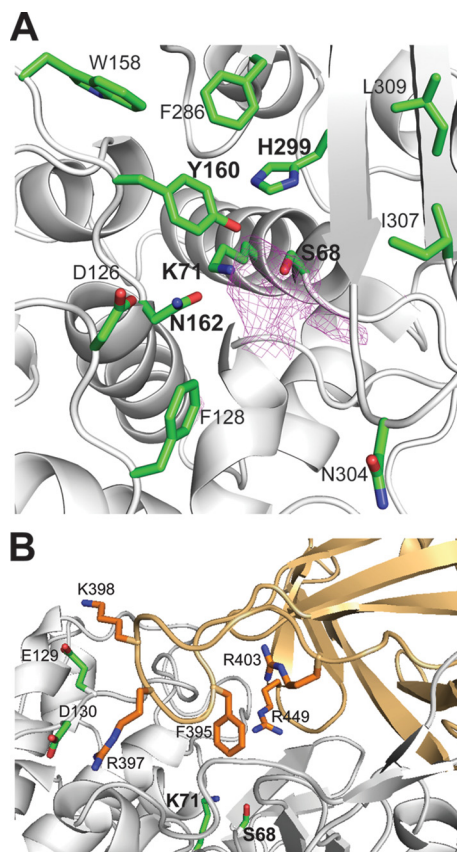 A
W158
F286
L309
H299
Y160
I307
K71
S68
D126
N162
F128
N304
B
K398
E129
R403
D130
R449
F395
R397
K71
S68